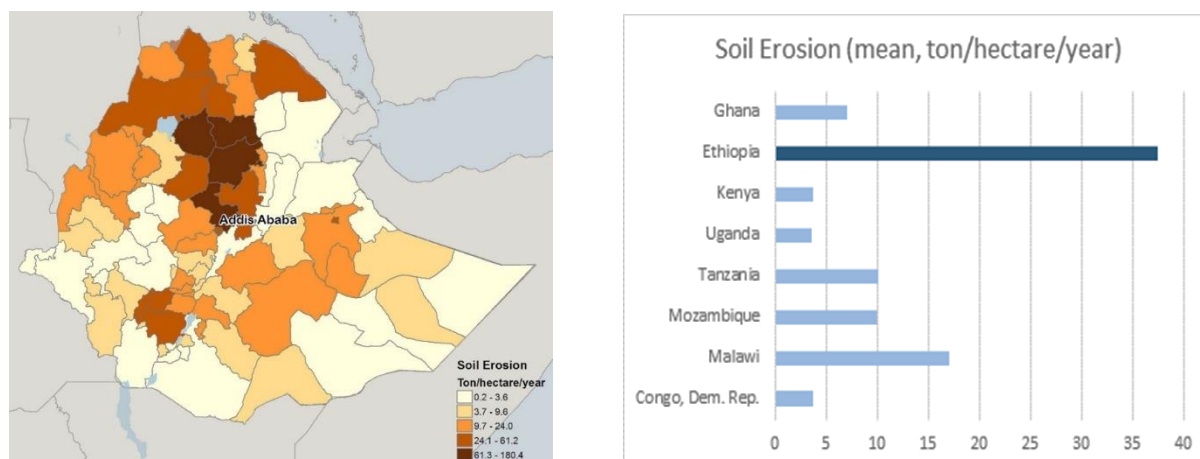 Addis Ababa
Soil Erosion
Ton/hectare/year
0.2 - 3.6
3.7 - 9.6
9.7 - 24.0
24.1 - 61.2
61.3 - 180.4
Soil Erosion (mean, ton/hectare/year)
Ghana
Ethiopia
Kenya
Uganda
Tanzania
Mozambique
Malawi
Congo, Dem. Rep.
0 5 10 15 20 25 30 35 40